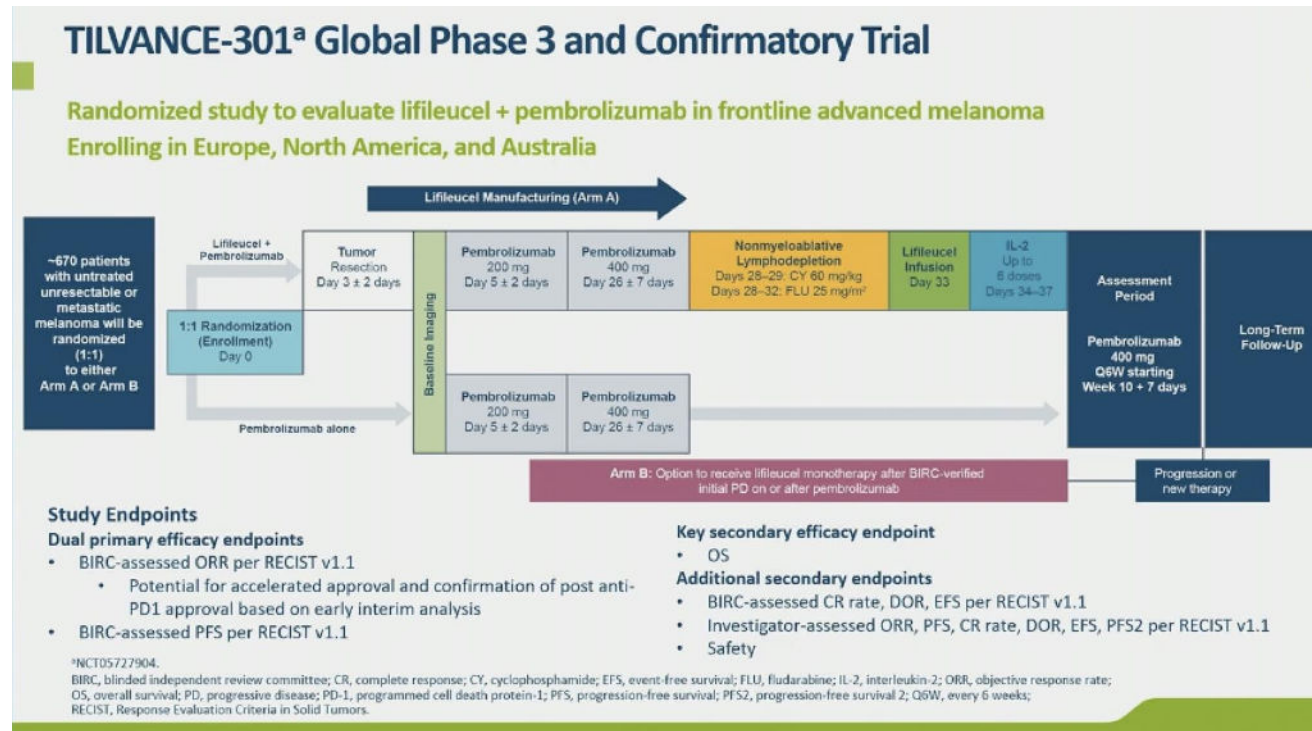 TILVANCE-301ᵃ Global Phase 3 and Confirmatory Trial
Randomized study to evaluate lifileucel + pembrolizumab in frontline advanced melanoma
Enrolling in Europe, North America, and Australia
Lifileucel Manufacturing (Arm A)
~670 patients
with untreated
unresectable or
metastatic
melanoma will be
randomized
(1:1)
to either
Arm A or Arm B
Lifileucel +
Pembrolizumab
1:1 Randomization
(Enrollment)
Day 0
Pembrolizumab alone
Tumor
Resection
Day 3 ± 2 days
Baseline Imaging
Pembrolizumab
200 mg
Day 5 ± 2 days
Pembrolizumab
400 mg
Day 26 ± 7 days
Nonmyeloablative
Lymphodepletion
Days 28–29: CY 60 mg/kg
Days 28–32: FLU 25 mg/m²
Lifileucel
Infusion
Day 33
IL-2
Up to
6 doses
Days 34–37
Pembrolizumab
200 mg
Day 5 ± 2 days
Pembrolizumab
400 mg
Day 26 ± 7 days
Assessment
Period
Pembrolizumab
400 mg
Q6W starting
Week 10 + 7 days
Long-Term
Follow-Up
Arm B: Option to receive lifileucel monotherapy after BIRC-verified
initial PD on or after pembrolizumab
Progression or
new therapy
Study Endpoints
Dual primary efficacy endpoints
• BIRC-assessed ORR per RECIST v1.1
• Potential for accelerated approval and confirmation of post anti-
PD1 approval based on early interim analysis
• BIRC-assessed PFS per RECIST v1.1
Key secondary efficacy endpoint
• OS
Additional secondary endpoints
• BIRC-assessed CR rate, DOR, EFS per RECIST v1.1
• Investigator-assessed ORR, PFS, CR rate, DOR, EFS, PFS2 per RECIST v1.1
• Safety
ᵃNCT05727904.
BIRC, blinded independent review committee; CR, complete response; CY, cyclophosphamide; EFS, event-free survival; FLU, fludarabine; IL-2, interleukin-2; ORR, objective response rate;
OS, overall survival; PD, progressive disease; PD-1, programmed cell death protein-1; PFS, progression-free survival; PFS2, progression-free survival 2; Q6W, every 6 weeks;
RECIST, Response Evaluation Criteria in Solid Tumors.